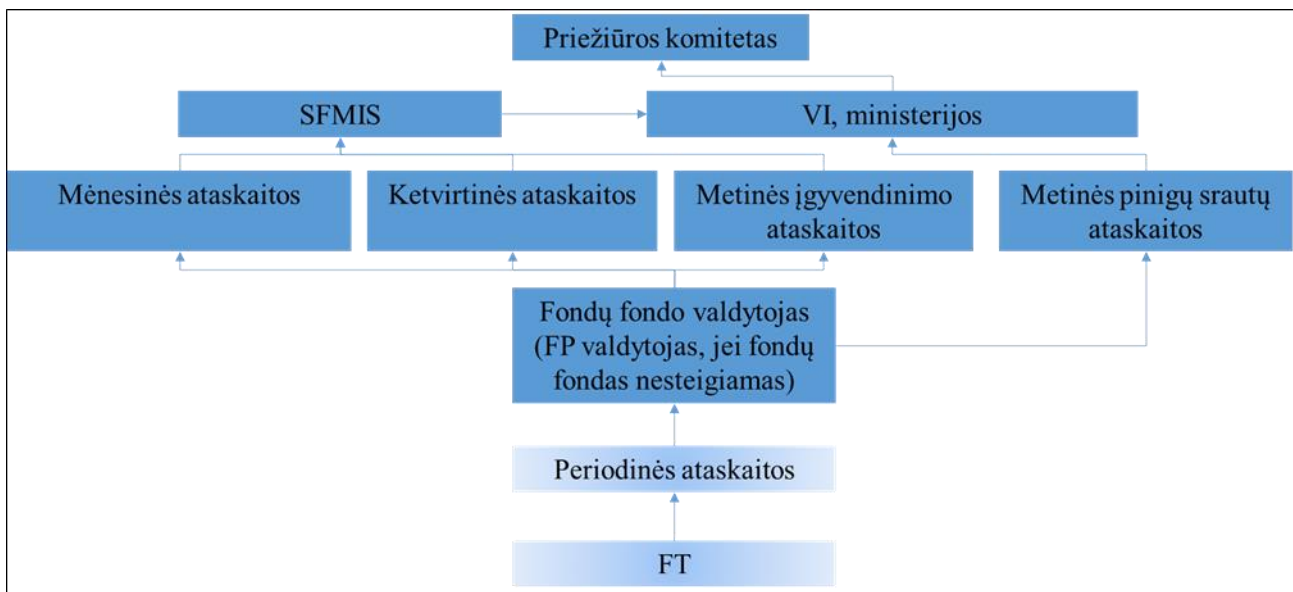 Priežiūros komitetas
SFMIS
VI, ministerijos
Mėnesinės ataskaitos
Ketvirtinės ataskaitos
Metinės įgyvendinimo
ataskaitos
Metinės pinigų srautų
ataskaitos
Fondų fondo valdytojas
(FP valdytojas, jei fondų
fondas nesteigiamas)
Periodinės ataskaitos
FT